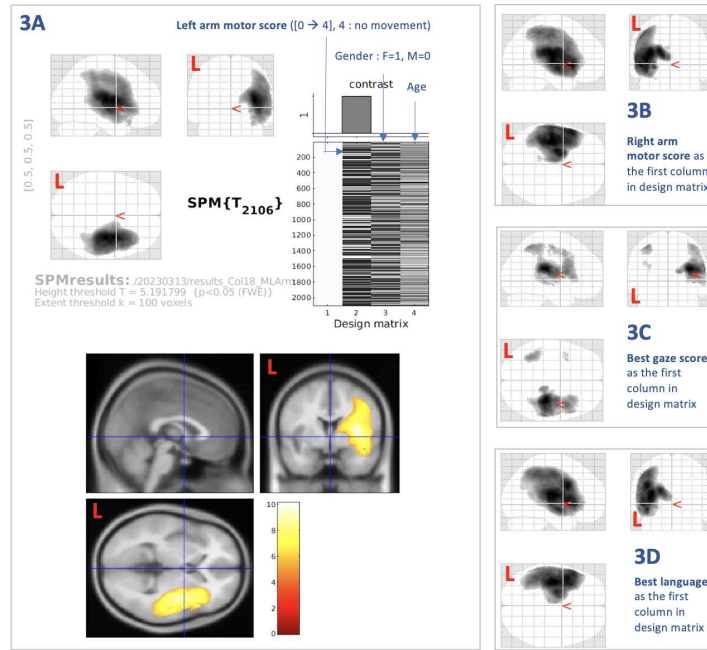 3A
Left arm motor score ([0 → 4], 4 : no movement)
Gender : F=1, M=0
Age
contrast
L
L
<
<
1
[0.5, 0.5, 0.5]
L
<
SPM{T2106}
200
400
600
800
1000
1200
1400
1600
1800
2000
1 2 3 4
Design matrix
SPMresults: ./20230313/results_Col18_MLArm
Height threshold T = 5.191799 {p<0.05 (FWE)}
Extent threshold k = 100 voxels
L
L
10
8
6
4
2
0
<
L
<
3B
L
<
Right arm
motor score as
the first column
in design matrix
<
L
<
3C
L
<
Best gaze score
as the first
column in
design matrix
<
L
<
3D
L
<
Best language
as the first
column in
design matrix